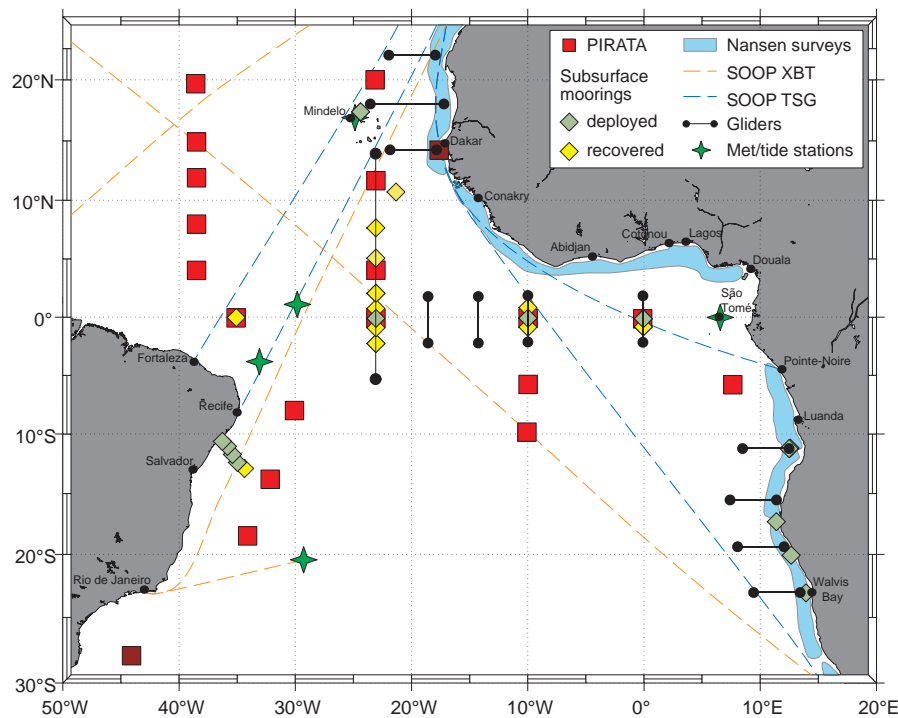 PIRATA
Nansen surveys
SOOP XBT
SOOP TSG
Gliders
Met/tide stations
Subsurface
moorings
deployed
recovered
20°N
10°N
0°
10°S
20°S
30°S
50°W
40°W
30°W
20°W
10°W
0°
10°E
20°E
Mindelo
Dakar
Conakry
Abidjan
Cotonou
Lagos
Douala
São
Tomé
Fortaleza
Pointe-Noire
Recife
Luanda
Salvador
Rio de Janeiro
Walvis
Bay